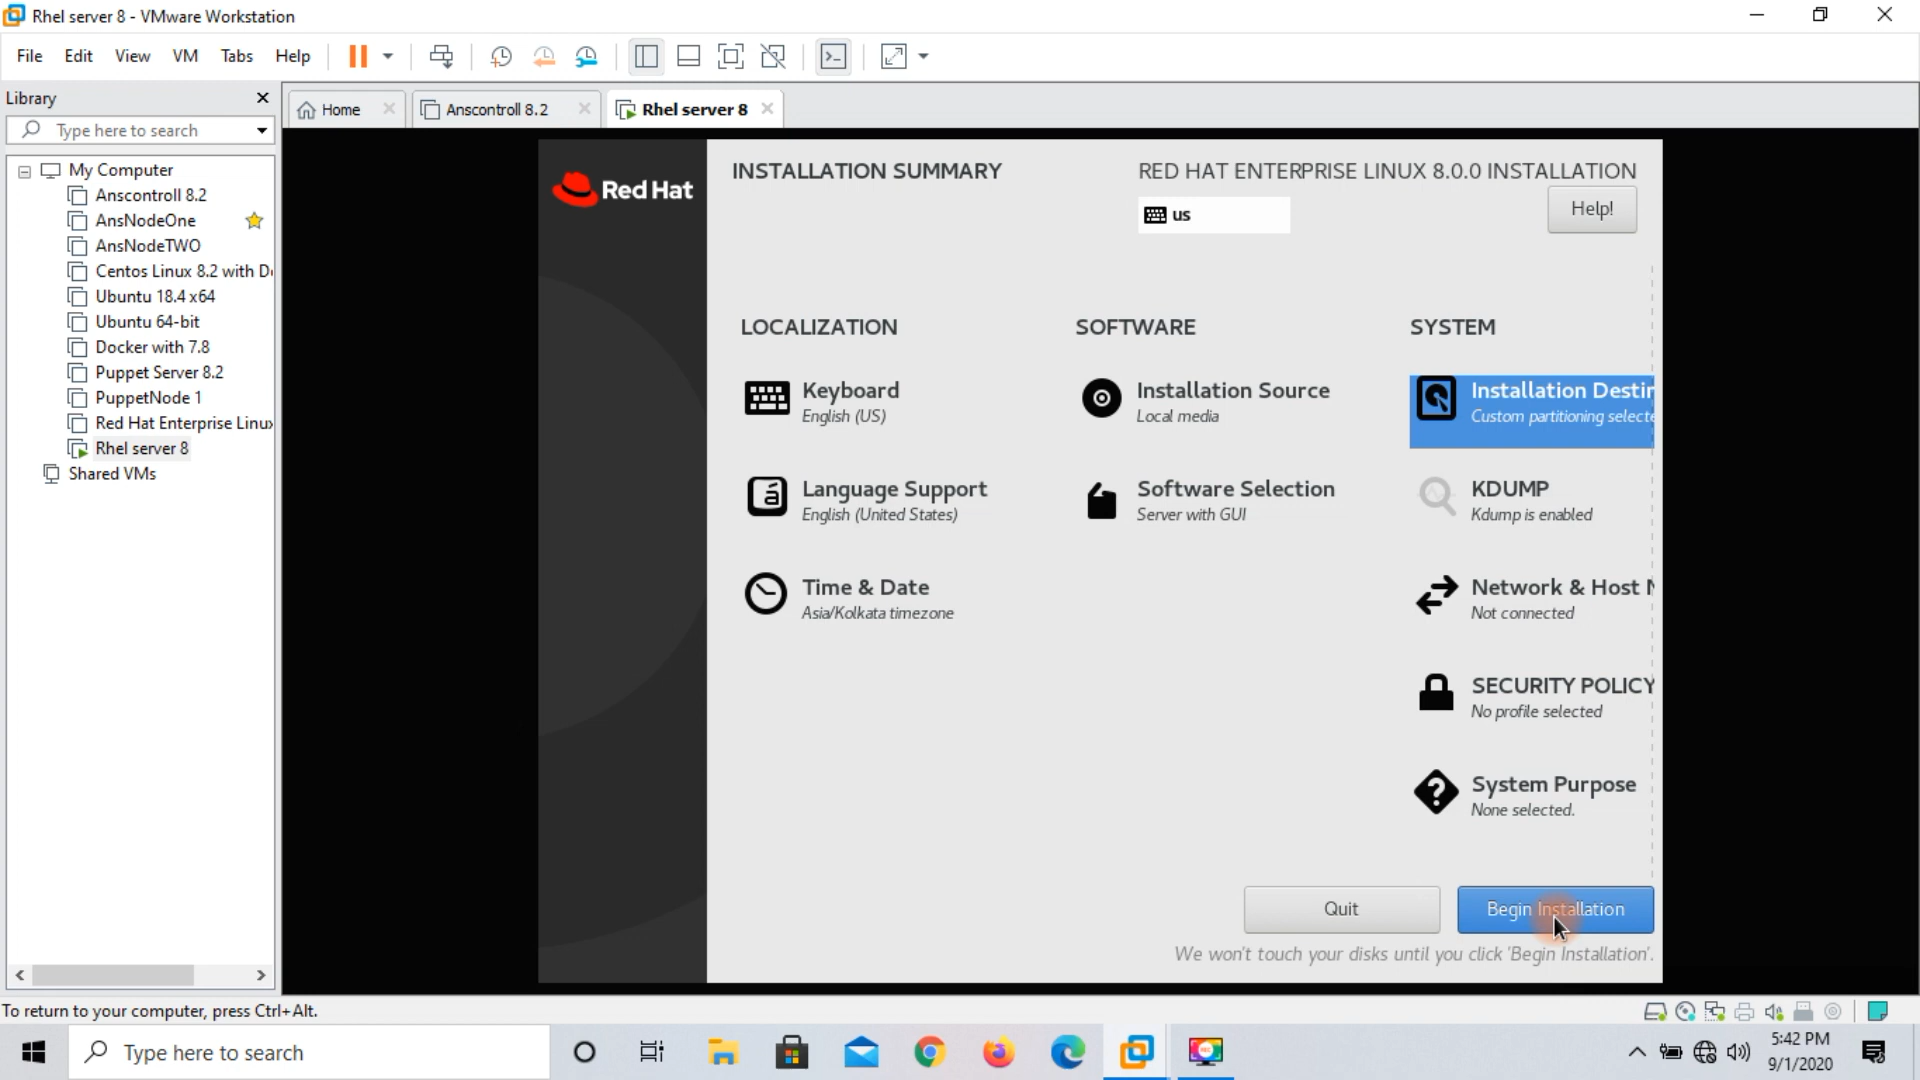 Rhel server 8 - VMware Workstation
File Edit View VM Tabs Help
Library
Type here to search
Home
Anscontroll 8.2
Rhel server 8
My Computer
Anscontroll 8.2
AnsNodeOne
AnsNodeTWO
Centos Linux 8.2 with D
Ubuntu 18.4 x64
Ubuntu 64-bit
Docker with 7.8
Puppet Server 8.2
PuppetNode 1
Red Hat Enterprise Linu
Rhel server 8
Shared VMs
Red Hat
INSTALLATION SUMMARY
RED HAT ENTERPRISE LINUX 8.0.0 INSTALLATION
us
Help!
LOCALIZATION
Keyboard
English (US)
Language Support
English (United States)
Time & Date
Asia/Kolkata timezone
SOFTWARE
Installation Source
Local media
Software Selection
Server with GUI
SYSTEM
Installation Destin
Custom partitioning selecte
KDUMP
Kdump is enabled
Network & Host N
Not connected
SECURITY POLICY
No profile selected
System Purpose
None selected.
Quit
Begin Installation
We won't touch your disks until you click 'Begin Installation'.
To return to your computer, press Ctrl+Alt.
Type here to search
5:42 PM
9/1/2020